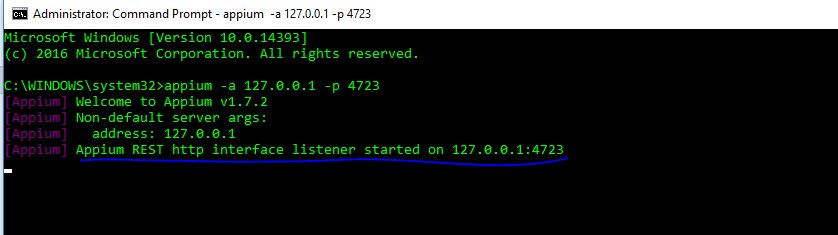 Administrator: Command Prompt - appium -a 127.0.0.1 -p 4723
Microsoft Windows [Version 10.0.14393]
(c) 2016 Microsoft Corporation. All rights reserved.
C:\WINDOWS\system32>appium -a 127.0.0.1 -p 4723
[Appium] Welcome to Appium v1.7.2
[Appium] Non-default server args:
[Appium]   address: 127.0.0.1
[Appium] Appium REST http interface listener started on 127.0.0.1:4723